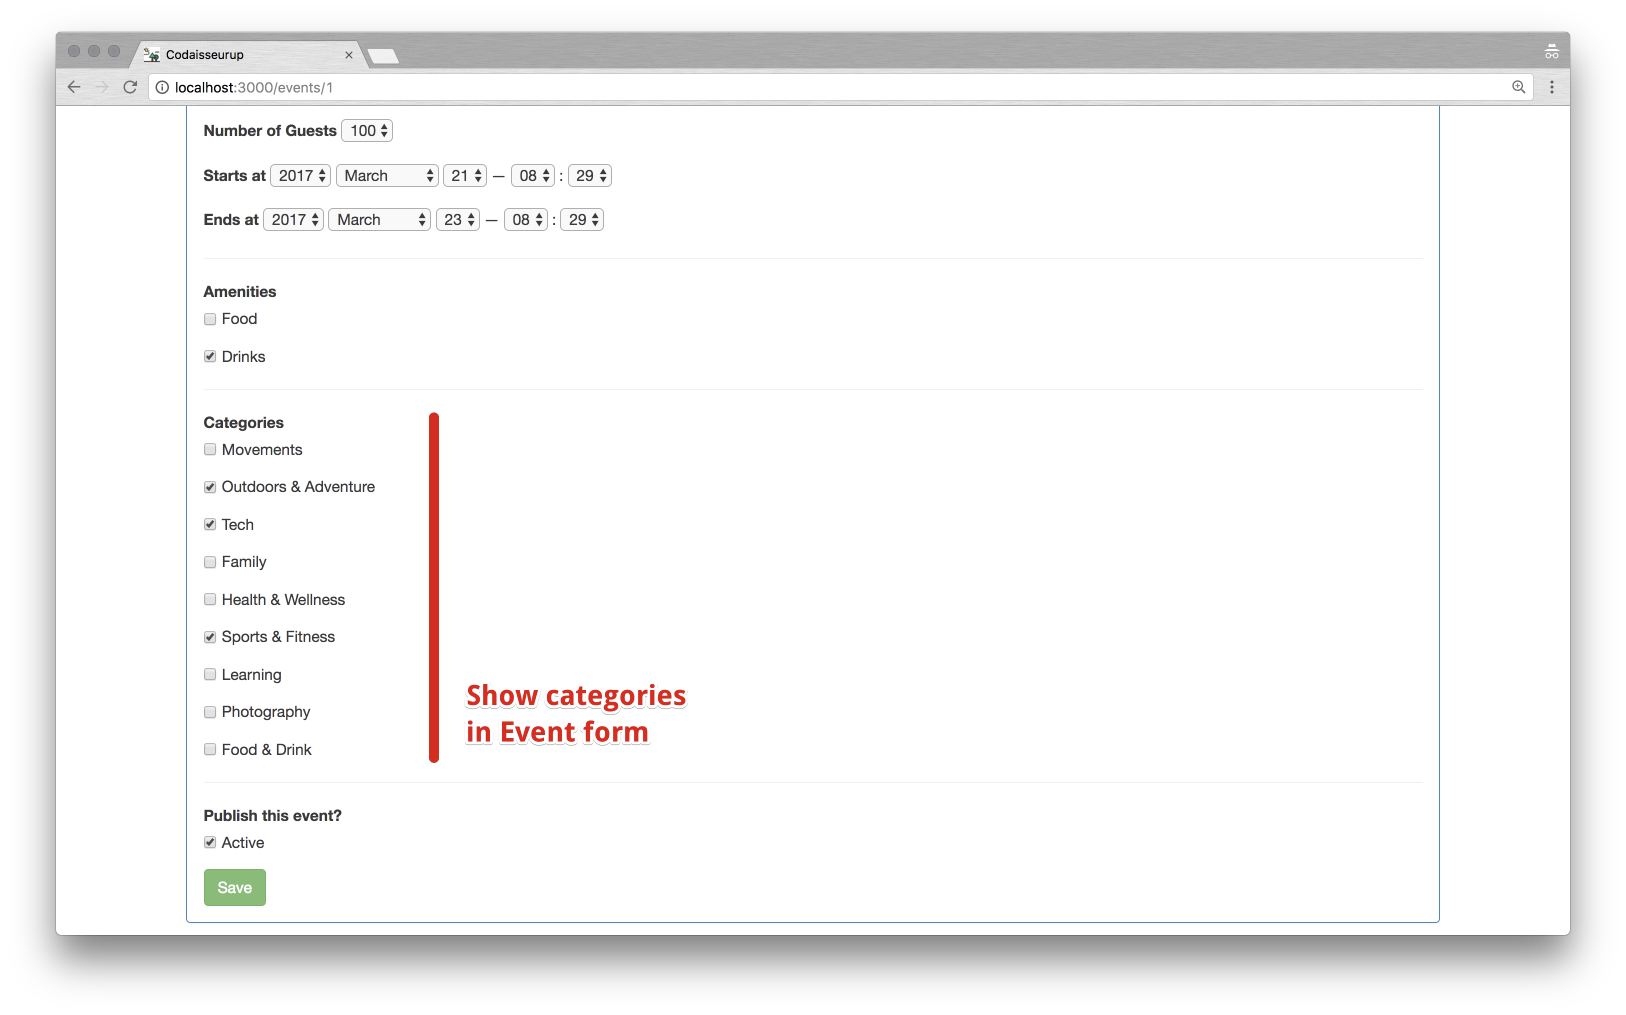 Codaisseurup
localhost:3000/events/1
Number of Guests 100
Starts at 2017 March 21 — 08 : 29
Ends at 2017 March 23 — 08 : 29
Amenities
Food
Drinks
Categories
Movements
Outdoors & Adventure
Tech
Family
Health & Wellness
Sports & Fitness
Learning
Photography
Food & Drink
Show categories
in Event form
Publish this event?
Active
Save